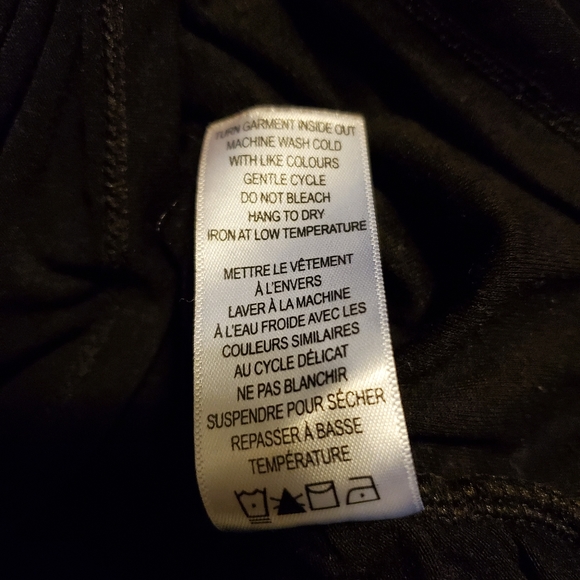 TURN GARMENT INSIDE OUT
MACHINE WASH COLD
WITH LIKE COLOURS
GENTLE CYCLE
DO NOT BLEACH
HANG TO DRY
IRON AT LOW TEMPERATURE
METTRE LE VÊTEMENT
À L'ENVERS
LAVER À LA MACHINE
À L'EAU FROIDE AVEC LES
COULEURS SIMILAIRES
AU CYCLE DÉLICAT
NE PAS BLANCHIR
SUSPENDRE POUR SÉCHER
REPASSER À BASSE
TEMPÉRATURE